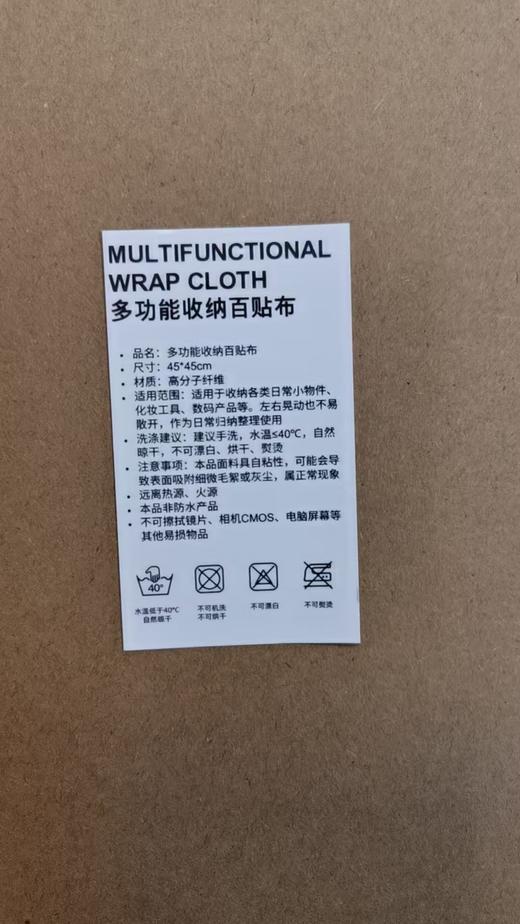 MULTIFUNCTIONAL
WRAP CLOTH
多功能收纳百贴布
• 品名：多功能收纳百贴布
• 尺寸：45*45cm
• 材质：高分子纤维
• 适用范围：适用于收纳各类日常小物件、
化妆工具、数码产品等。左右晃动也不易
散开，作为日常归纳整理使用
• 洗涤建议：建议手洗，水温≤40℃，自然
晾干，不可漂白、烘干、熨烫
• 注意事项：本品面料具自粘性，可能会导
致表面吸附细微毛絮或灰尘，属正常现象
• 远离热源、火源
• 本品非防水产品
• 不可擦拭镜片、相机CMOS、电脑屏幕等
其他易损物品
40°
水温低于40℃
自然晾干
不可机洗
不可烘干
不可漂白
不可熨烫